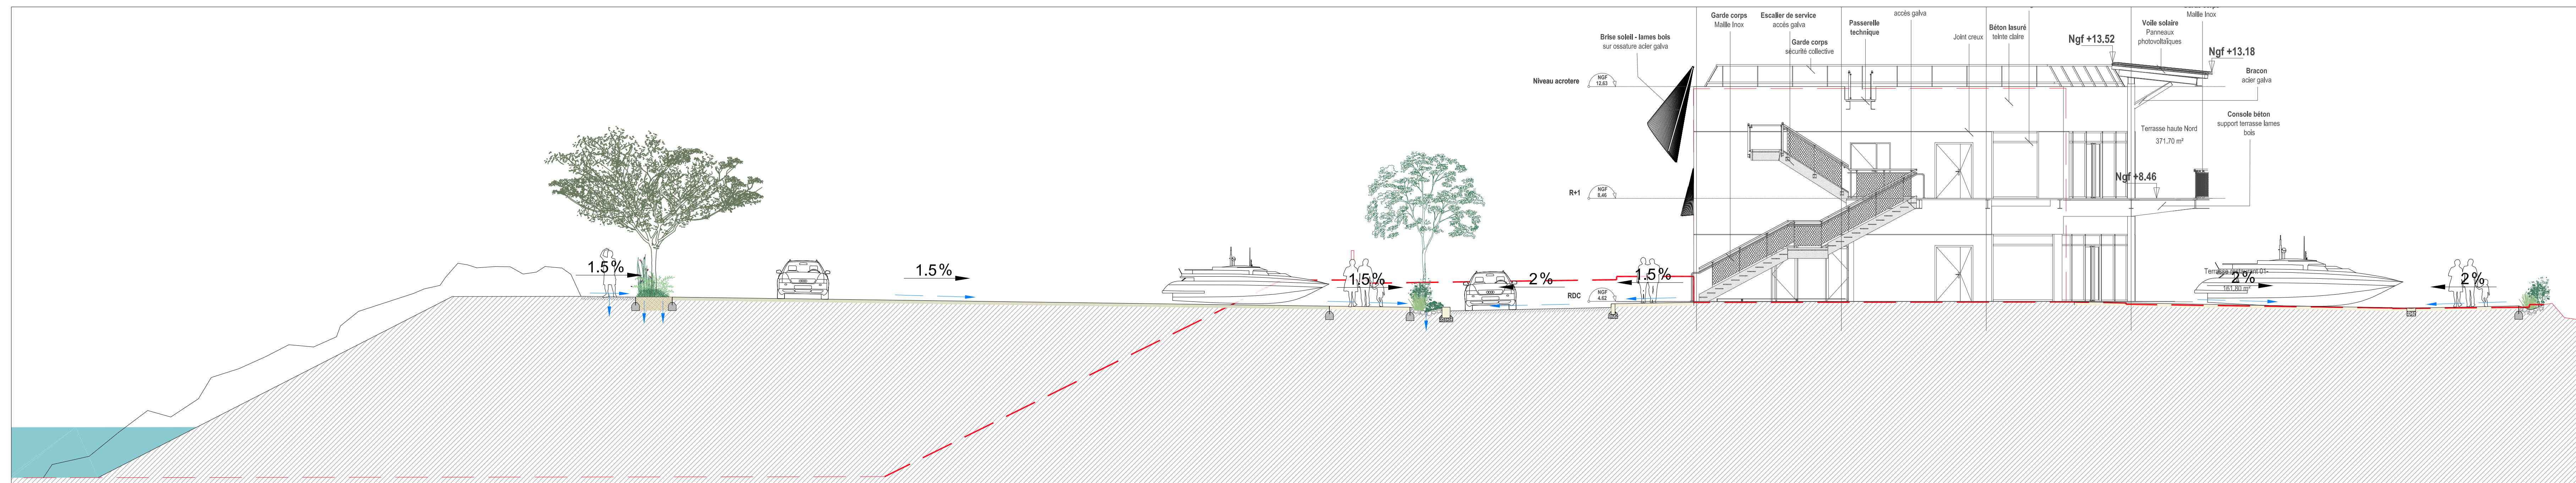 Garde corps
Maille Inox
Escalier de service
accès galva
Garde corps
sécurité collective
Passerelle
technique
accès galva
Joint creux
Béton lasuré
teinte claire
Ngf +13.52
Voile solaire
Panneaux
photovoltaïques
Maille Inox
Ngf +13.18
Bracon
acier galva
Brise soleil - lames bois
sur ossature acier galva
Niveau acrotere
NGF
12,63
Console béton
support terrasse lames
bois
Terrasse haute Nord
371,70 m²
Ngf +8.46
R+1
NGF
8.46
1.5%
1.5%
1.5%
2%
1.5%
RDC
NGF
4.62
2%
2%